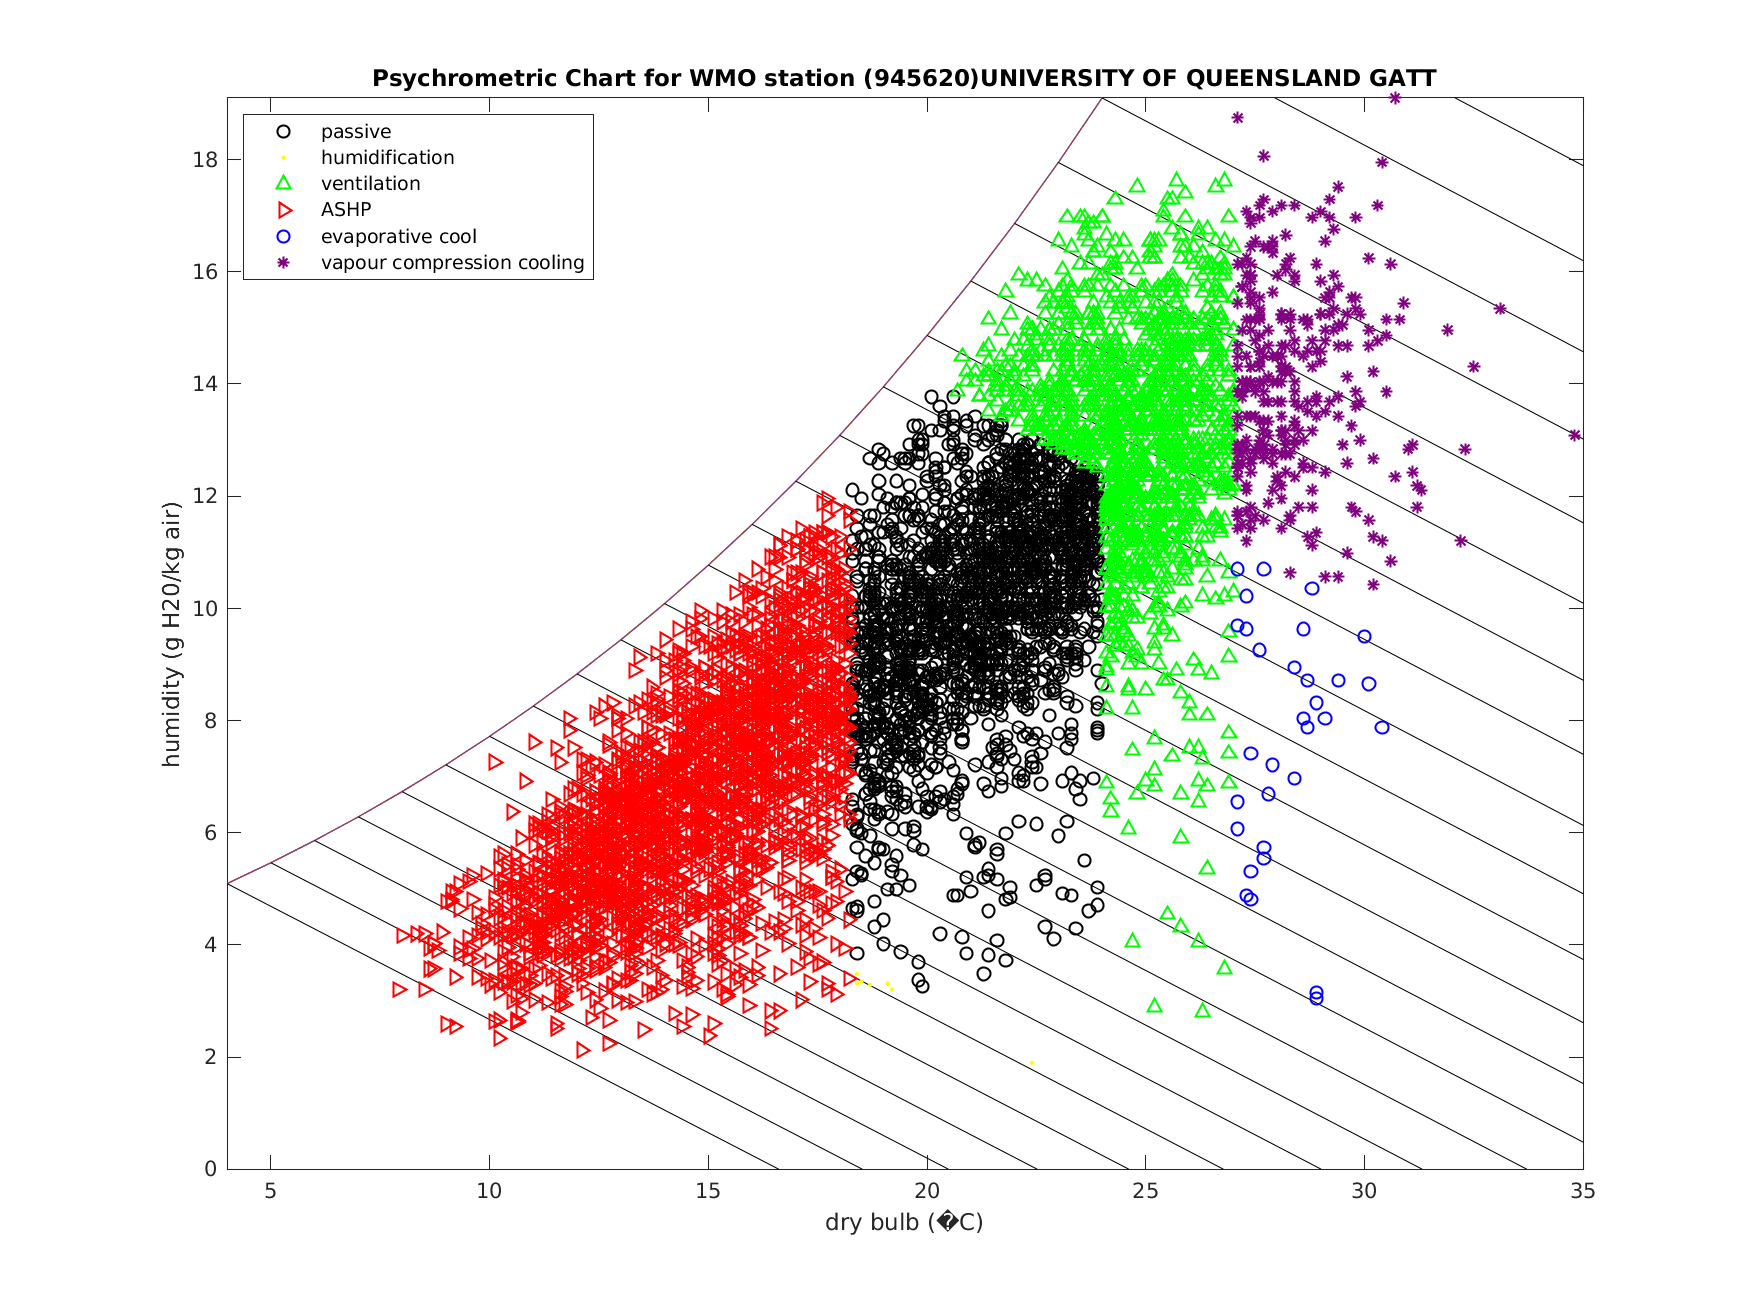 Psychrometric Chart for WMO station (945620)UNIVERSITY OF QUEENSLAND GATT
passive
humidification
ventilation
ASHP
evaporative cool
vapour compression cooling
humidity (g H20/kg air)
18
16
14
12
10
8
6
4
2
0
5 10 15 20 25 30 35
dry bulb (�C)